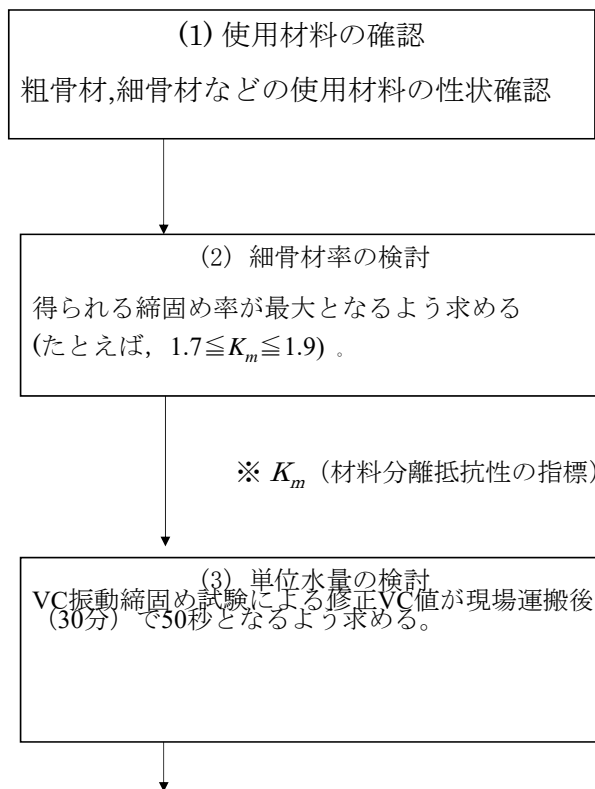 (1) 使用材料の確認
粗骨材,細骨材などの使用材料の性状確認
(2) 細骨材率の検討
得られる締固め率が最大となるよう求める
(たとえば，1.7≦Km≦1.9) 。
※ Km (材料分離抵抗性の指標)
(3) 単位水量の検討
VC振動締固め試験による修正VC値が現場運搬後
（30分）で50秒となるよう求める。